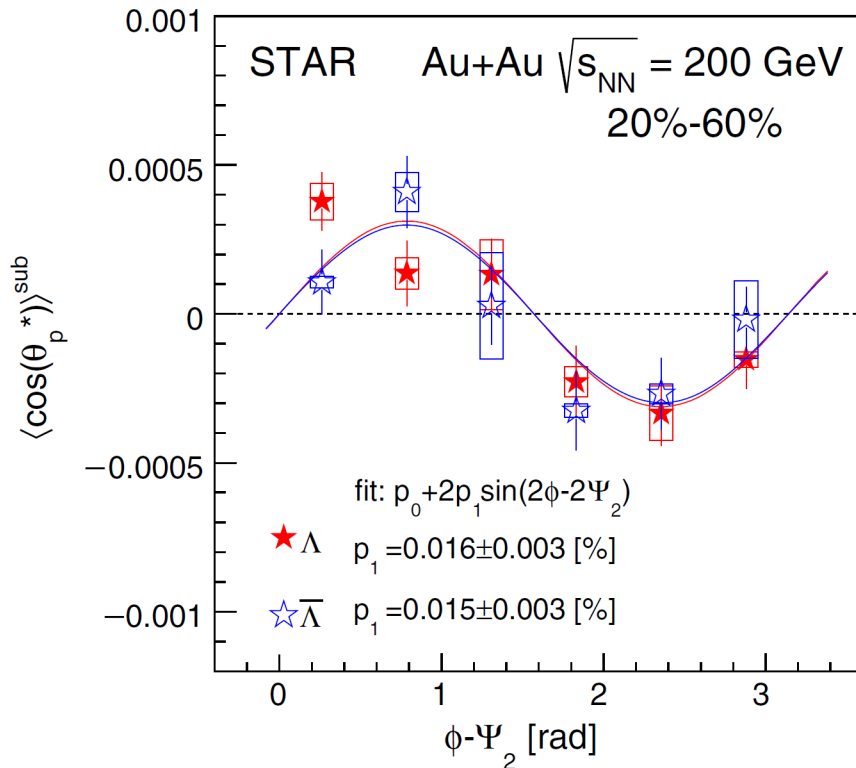 0.001
STAR Au+Au √s_NN = 200 GeV
20%-60%
0.0005
0
−0.0005
−0.001
⟨cos(θ_p*)⟩^sub
fit: p_0+2p_1sin(2ϕ-2Ψ_2)
Λ p_1=0.016±0.003 [%]
Λ̅ p_1=0.015±0.003 [%]
0 1 2 3
ϕ-Ψ_2 [rad]